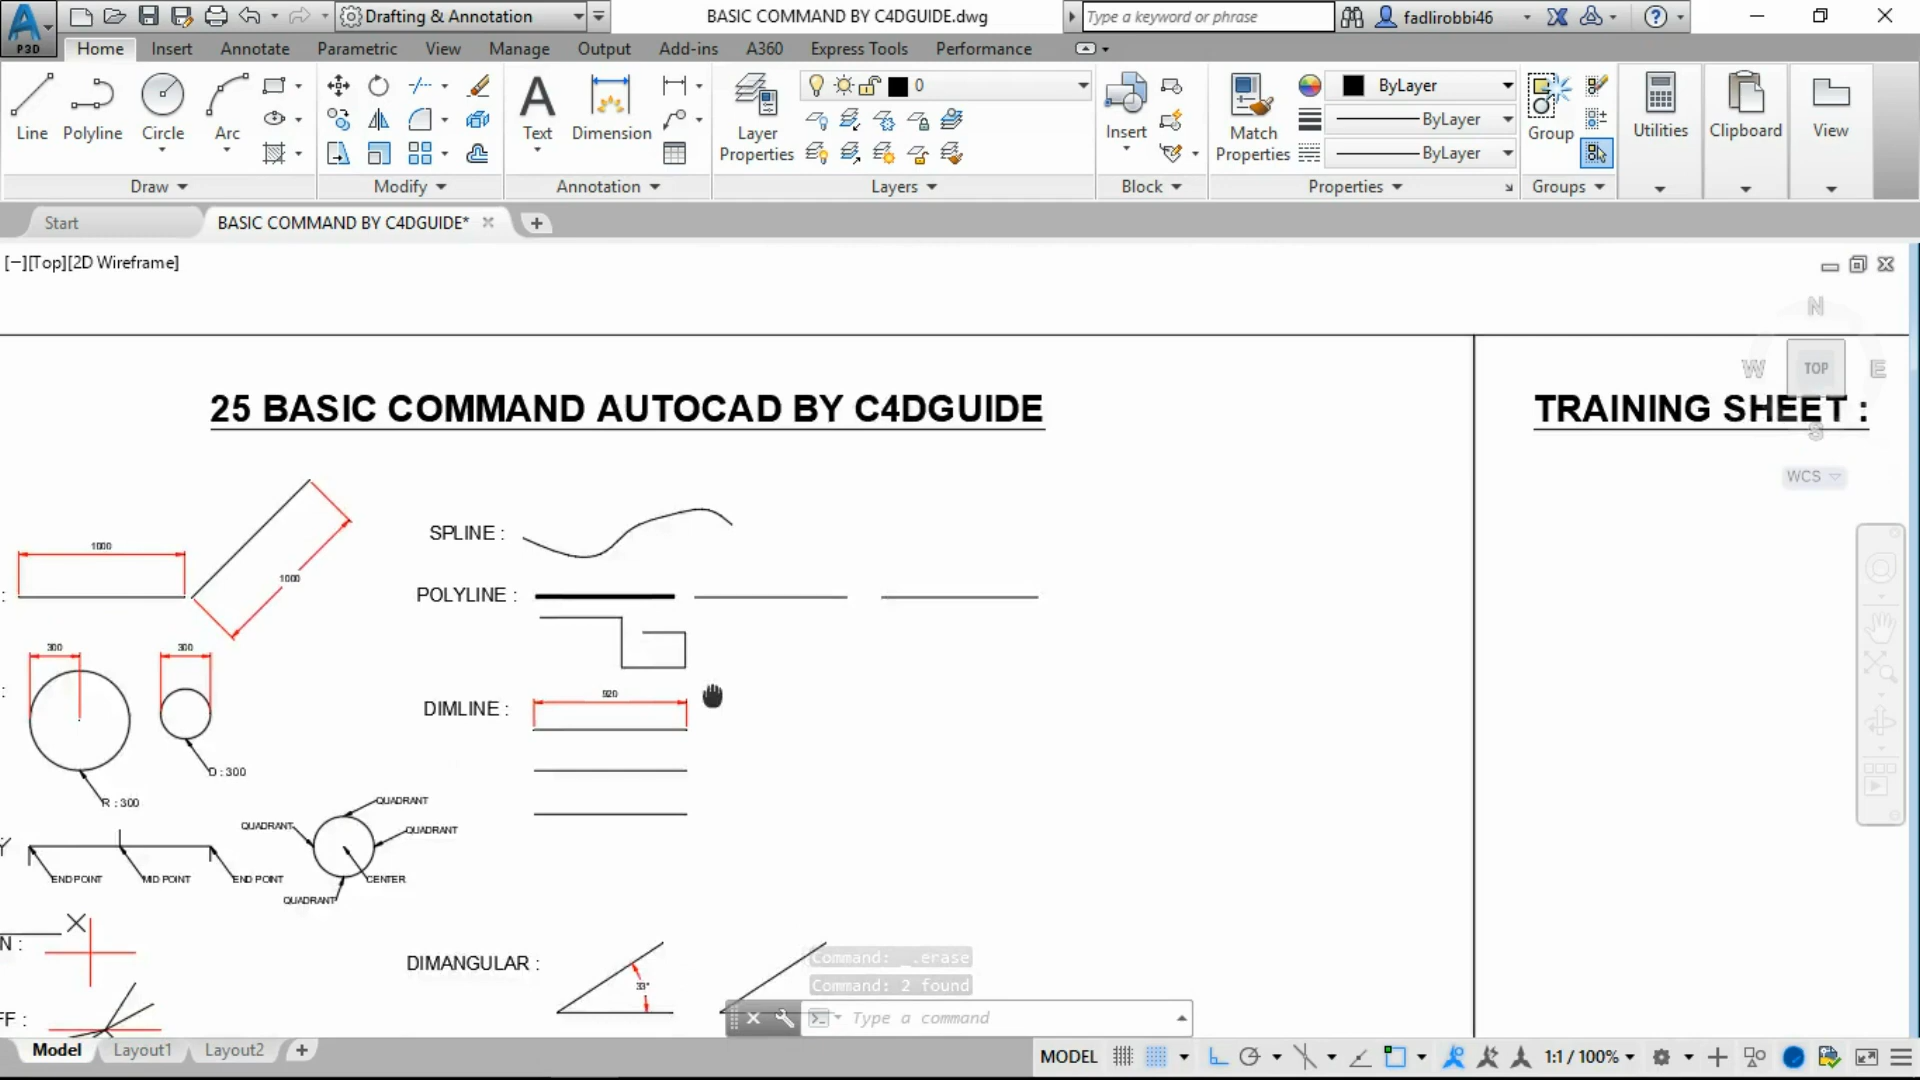 P3D
Drafting & Annotation
BASIC COMMAND BY C4DGUIDE.dwg
Type a keyword or phrase
fadlirobbi46
Home Insert Annotate Parametric View Manage Output Add-ins A360 Express Tools Performance
Line Polyline Circle Arc
Text Dimension
Layer Properties
0
Insert
Match Properties
ByLayer
ByLayer
ByLayer
Group
Utilities
Clipboard
View
Draw Modify Annotation Layers Block Properties Groups
Start BASIC COMMAND BY C4DGUIDE*
[−][Top][2D Wireframe]
N
W TOP E
S
WCS
25 BASIC COMMAND AUTOCAD BY C4DGUIDE
TRAINING SHEET :
1000
1000
SPLINE :
:
POLYLINE :
300
300
:
DIMLINE :
920
D : 300
R : 300
QUADRANT
QUADRANT
QUADRANT
Y
END POINT
MID POINT
END POINT
CENTER
QUADRANT
N :
DIMANGULAR :
33°
FF :
Command: _.erase
Command: 2 found
Type a command
Model Layout1 Layout2
MODEL
1:1 / 100%